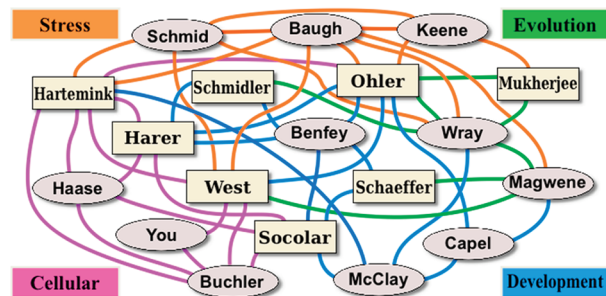 Stress
Schmid
Baugh
Keene
Evolution
Hartemink
Schmidler
Ohler
Mukherjee
Harer
Benfey
Wray
Haase
West
Schaeffer
Magwene
You
Socolar
Capel
Cellular
Buchler
McClay
Development